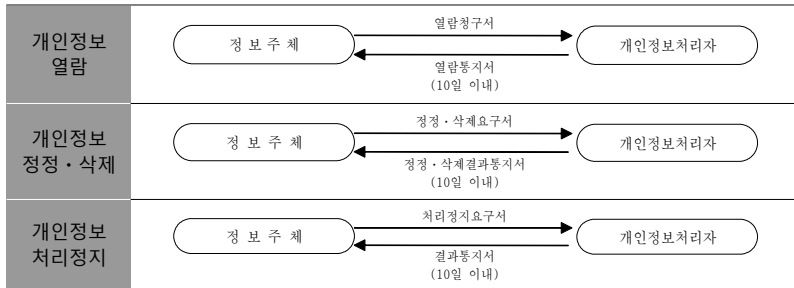 개인정보
열람
정 보 주 체
열람청구서
개인정보처리자
열람통지서
(10일 이내)
개인정보
정정·삭제
정 보 주 체
정정·삭제요구서
개인정보처리자
정정·삭제결과통지서
(10일 이내)
개인정보
처리정지
정 보 주 체
처리정지요구서
개인정보처리자
결과통지서
(10일 이내)